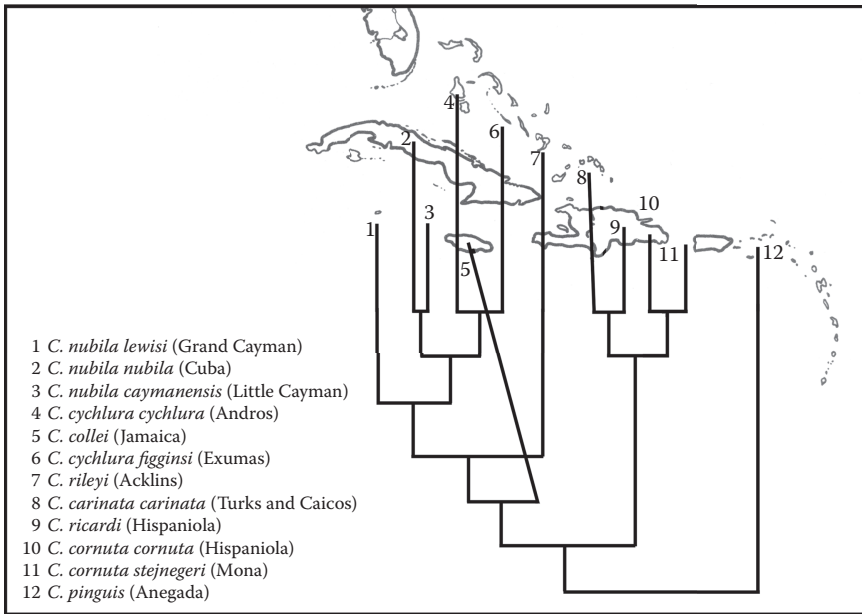 4
6
2
7
8
10
3
1
9
5
11
12
1 C. nubila lewisi (Grand Cayman)
2 C. nubila nubila (Cuba)
3 C. nubila caymanensis (Little Cayman)
4 C. cychlura cychlura (Andros)
5 C. collei (Jamaica)
6 C. cychlura figginsi (Exumas)
7 C. rileyi (Acklins)
8 C. carinata carinata (Turks and Caicos)
9 C. ricardi (Hispaniola)
10 C. cornuta cornuta (Hispaniola)
11 C. cornuta stejnegeri (Mona)
12 C. pinguis (Anegada)